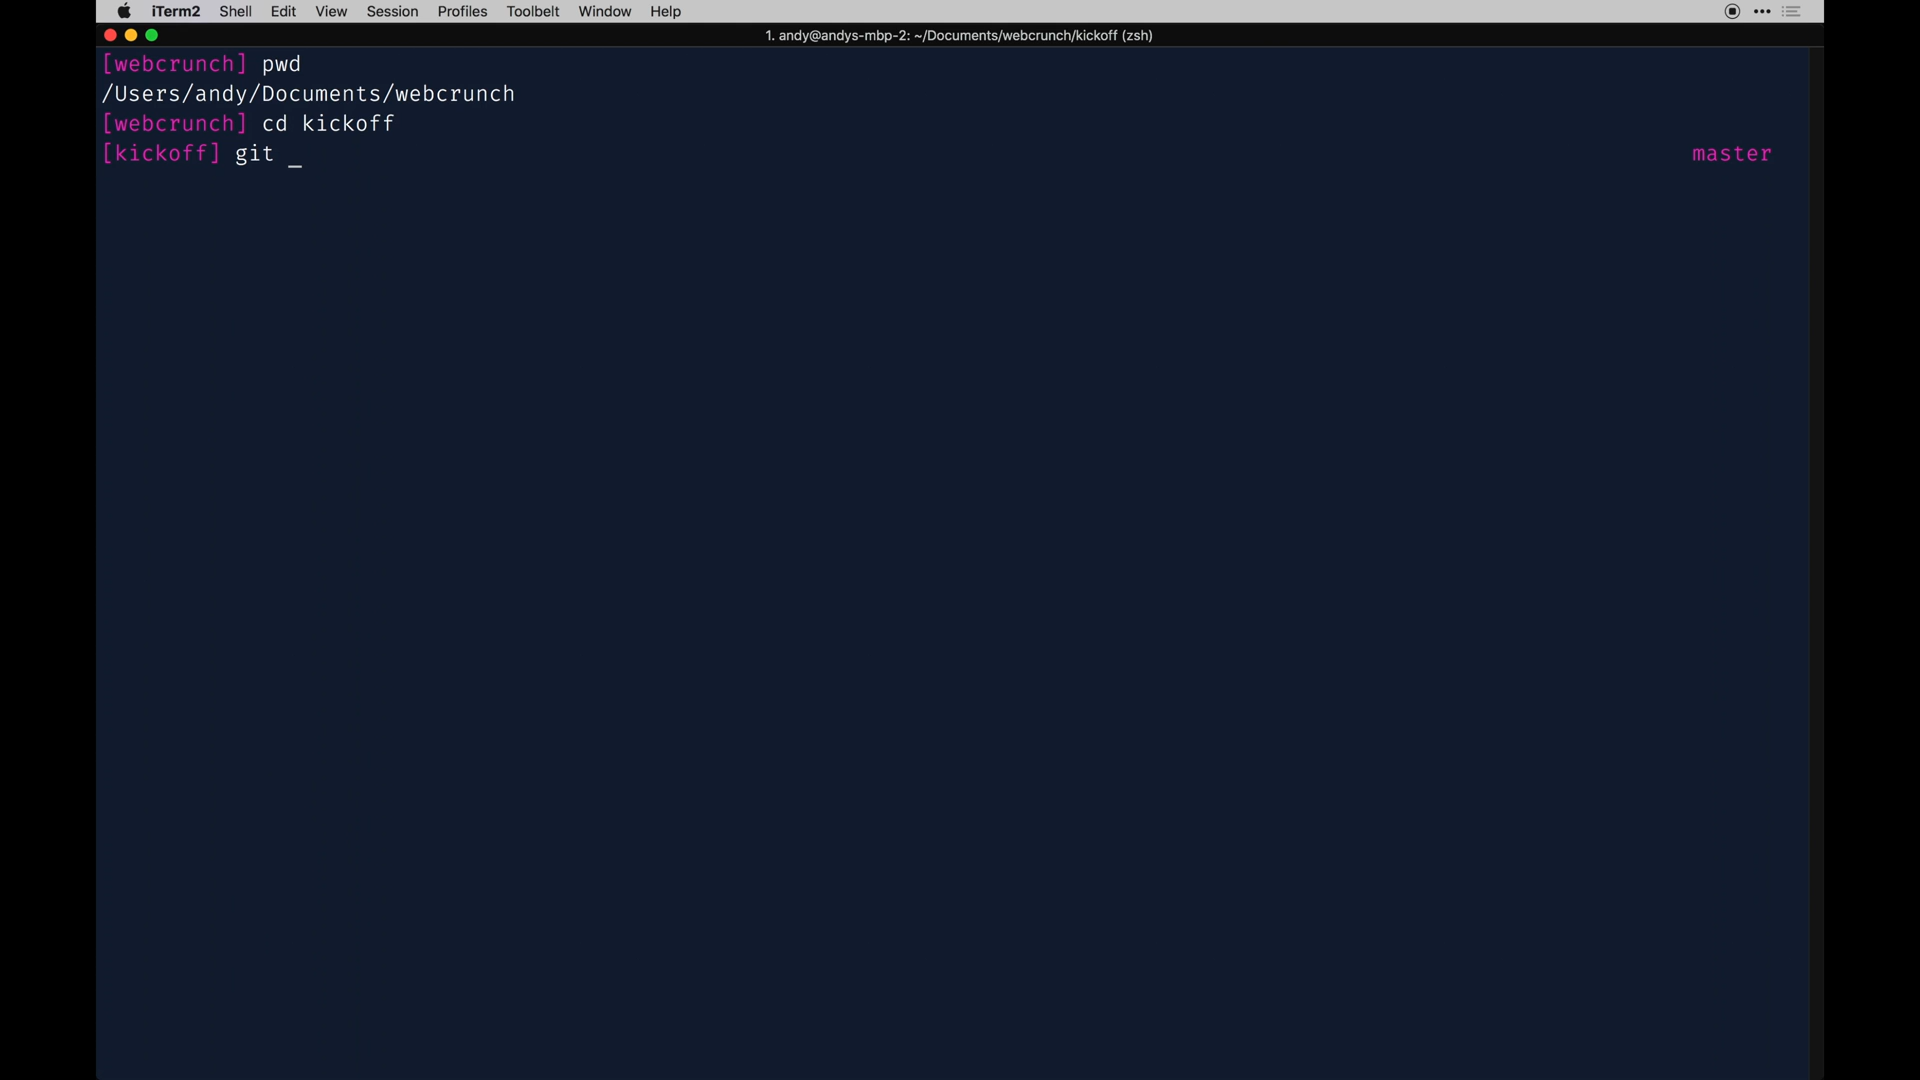 iTerm2 Shell Edit View Session Profiles Toolbelt Window Help
1. andy@andys-mbp-2: ~/Documents/webcrunch/kickoff (zsh)
[webcrunch] pwd
/Users/andy/Documents/webcrunch
[webcrunch] cd kickoff
[kickoff] git _ master